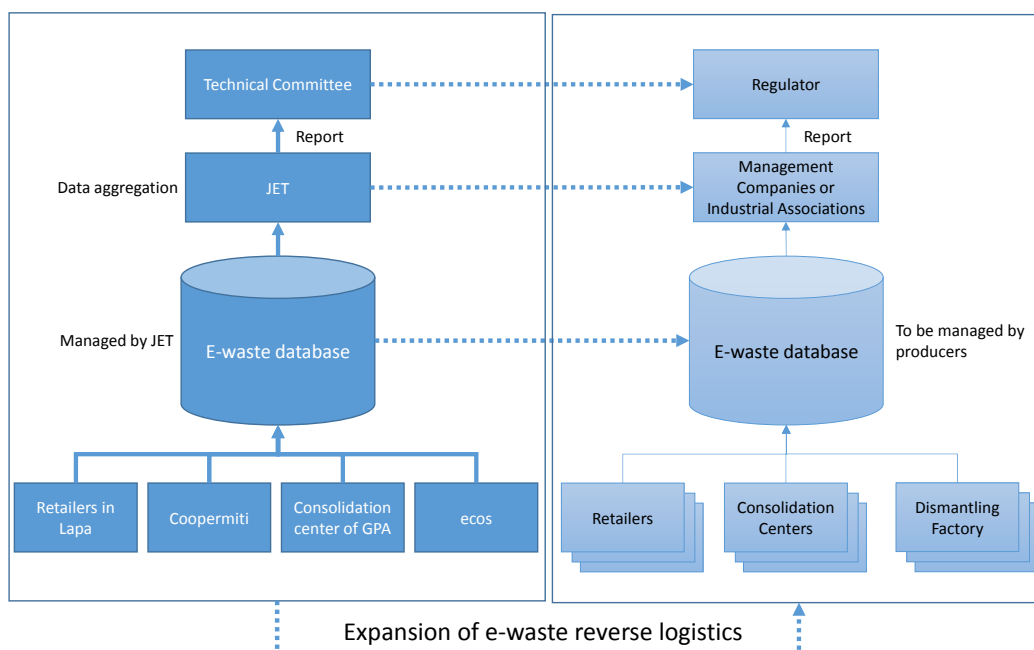 Technical Committee
Report
Data aggregation
JET
Managed by JET
E-waste database
Retailers in
Lapa
Coopermiti
Consolidation
center of GPA
ecos
Regulator
Report
Management
Companies or
Industrial Associations
E-waste database
To be managed by
producers
Retailers
Consolidation
Centers
Dismantling
Factory
Expansion of e-waste reverse logistics